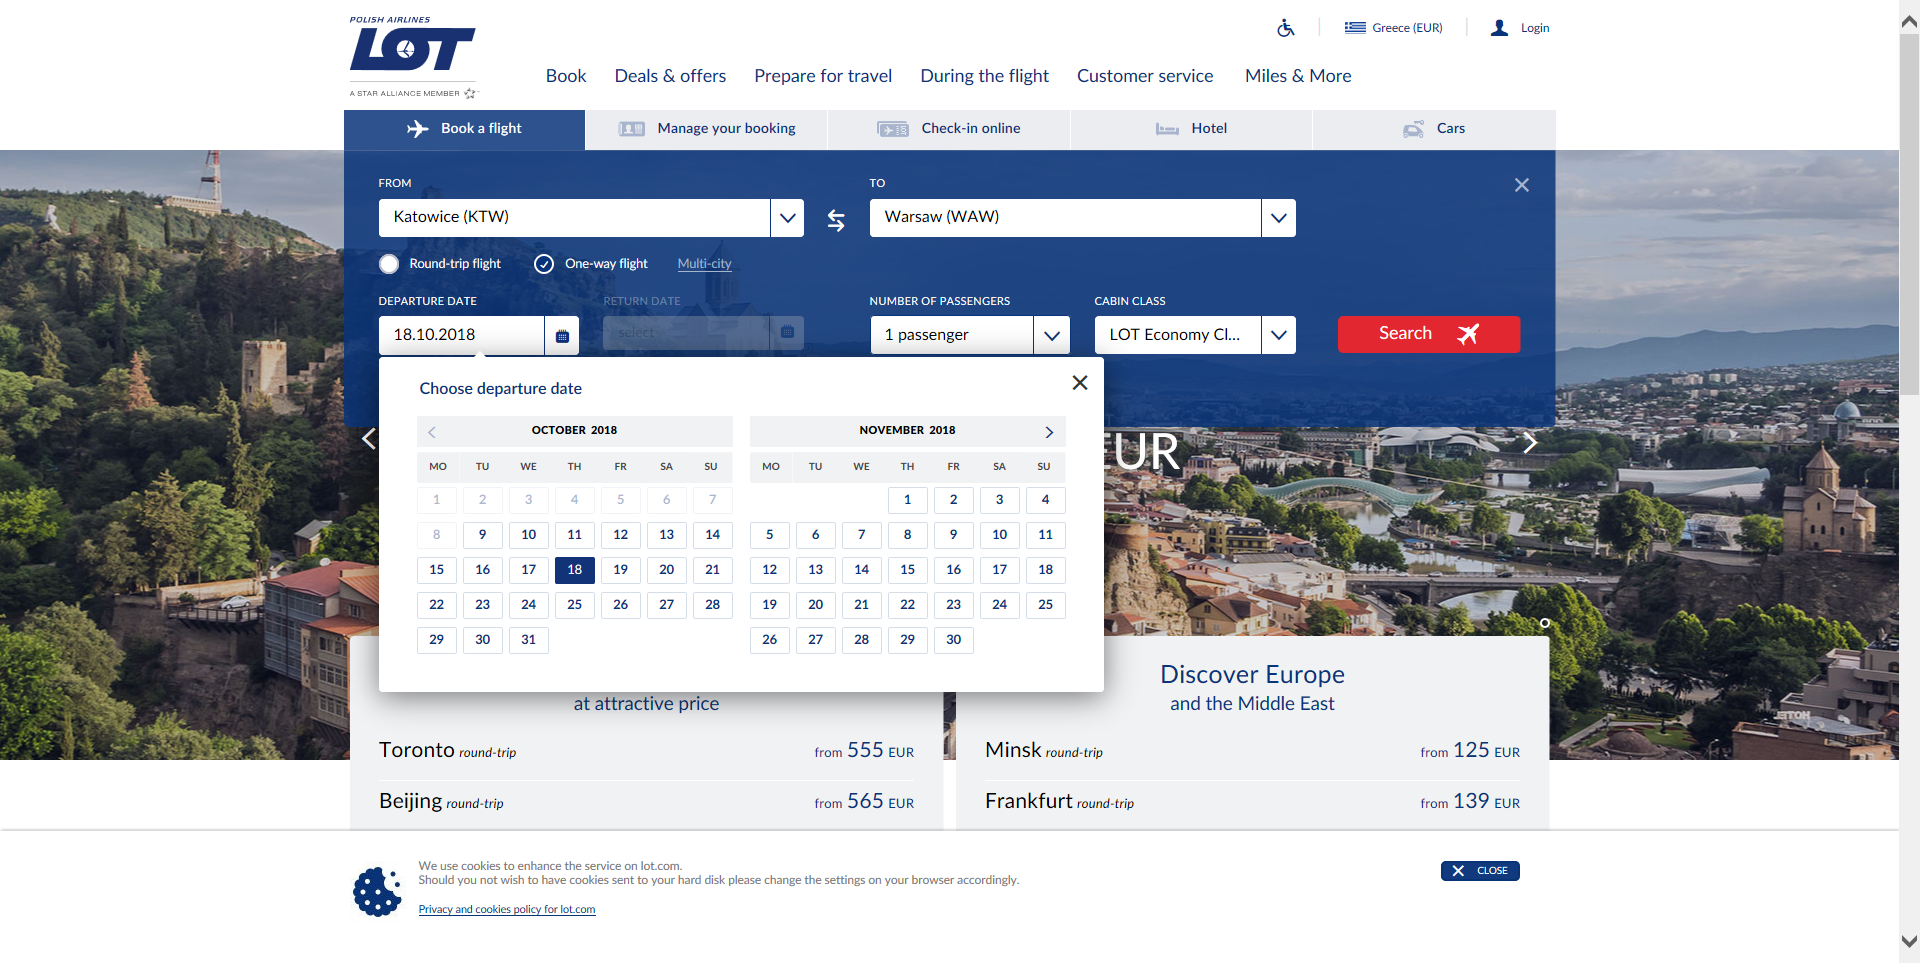 POLISH AIRLINES
LOT
A STAR ALLIANCE MEMBER
Greece (EUR)
Login
Book
Deals & offers
Prepare for travel
During the flight
Customer service
Miles & More
Book a flight
Manage your booking
Check-in online
Hotel
Cars
FROM
TO
Katowice (KTW)
Warsaw (WAW)
Round-trip flight
One-way flight
Multi-city
DEPARTURE DATE
RETURN DATE
NUMBER OF PASSENGERS
CABIN CLASS
18.10.2018
select
1 passenger
LOT Economy Cl...
Search
Choose departure date
OCTOBER 2018
MO TU WE TH FR SA SU
1 2 3 4 5 6 7
8 9 10 11 12 13 14
15 16 17 18 19 20 21
22 23 24 25 26 27 28
29 30 31
NOVEMBER 2018
MO TU WE TH FR SA SU
1 2 3 4
5 6 7 8 9 10 11
12 13 14 15 16 17 18
19 20 21 22 23 24 25
26 27 28 29 30
EUR
at attractive price
Toronto round-trip from 555 EUR
Beijing round-trip from 565 EUR
Discover Europe
and the Middle East
Minsk round-trip from 125 EUR
Frankfurt round-trip from 139 EUR
HOTEL
We use cookies to enhance the service on lot.com.
Should you not wish to have cookies sent to your hard disk please change the settings on your browser accordingly.
Privacy and cookies policy for lot.com
CLOSE